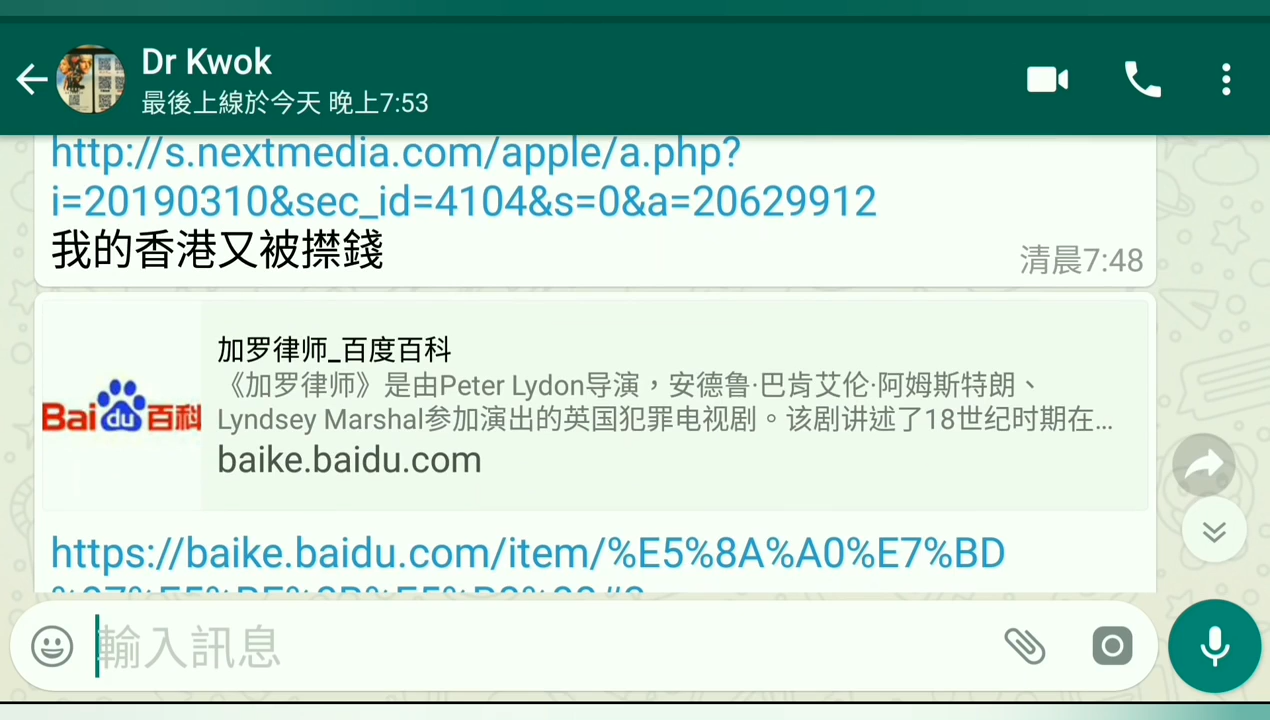 Dr Kwok
最後上線於今天 晚上7:53
http://s.nextmedia.com/apple/a.php?
i=20190310&sec_id=4104&s=0&a=20629912
我的香港又被㩒錢
清晨7:48
加罗律师_百度百科
《加罗律师》是由Peter Lydon导演，安德鲁·巴肯艾伦·阿姆斯特朗、
Lyndsey Marshal参加演出的英国犯罪电视剧。该剧讲述了18世纪时期在...
Bai du 百科
baike.baidu.com
https://baike.baidu.com/item/%E5%8A%A0%E7%BD
輸入訊息